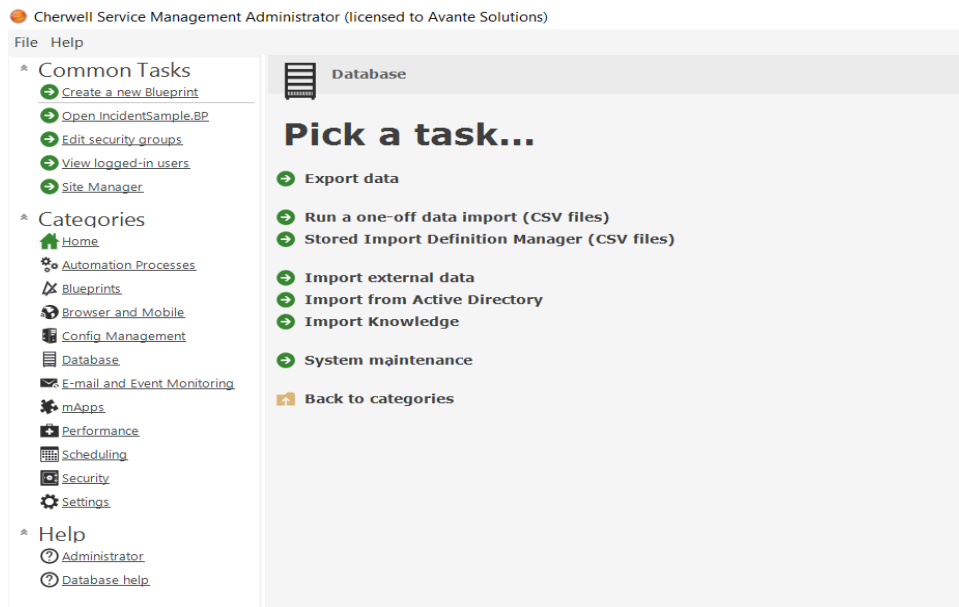 Cherwell Service Management Administrator (licensed to Avante Solutions)
File Help
Common Tasks
Create a new Blueprint
Open IncidentSample.BP
Edit security groups
View logged-in users
Site Manager
Categories
Home
Automation Processes
Blueprints
Browser and Mobile
Config Management
Database
E-mail and Event Monitoring
mApps
Performance
Scheduling
Security
Settings
Help
Administrator
Database help
Database
Pick a task...
Export data
Run a one-off data import (CSV files)
Stored Import Definition Manager (CSV files)
Import external data
Import from Active Directory
Import Knowledge
System maintenance
Back to categories